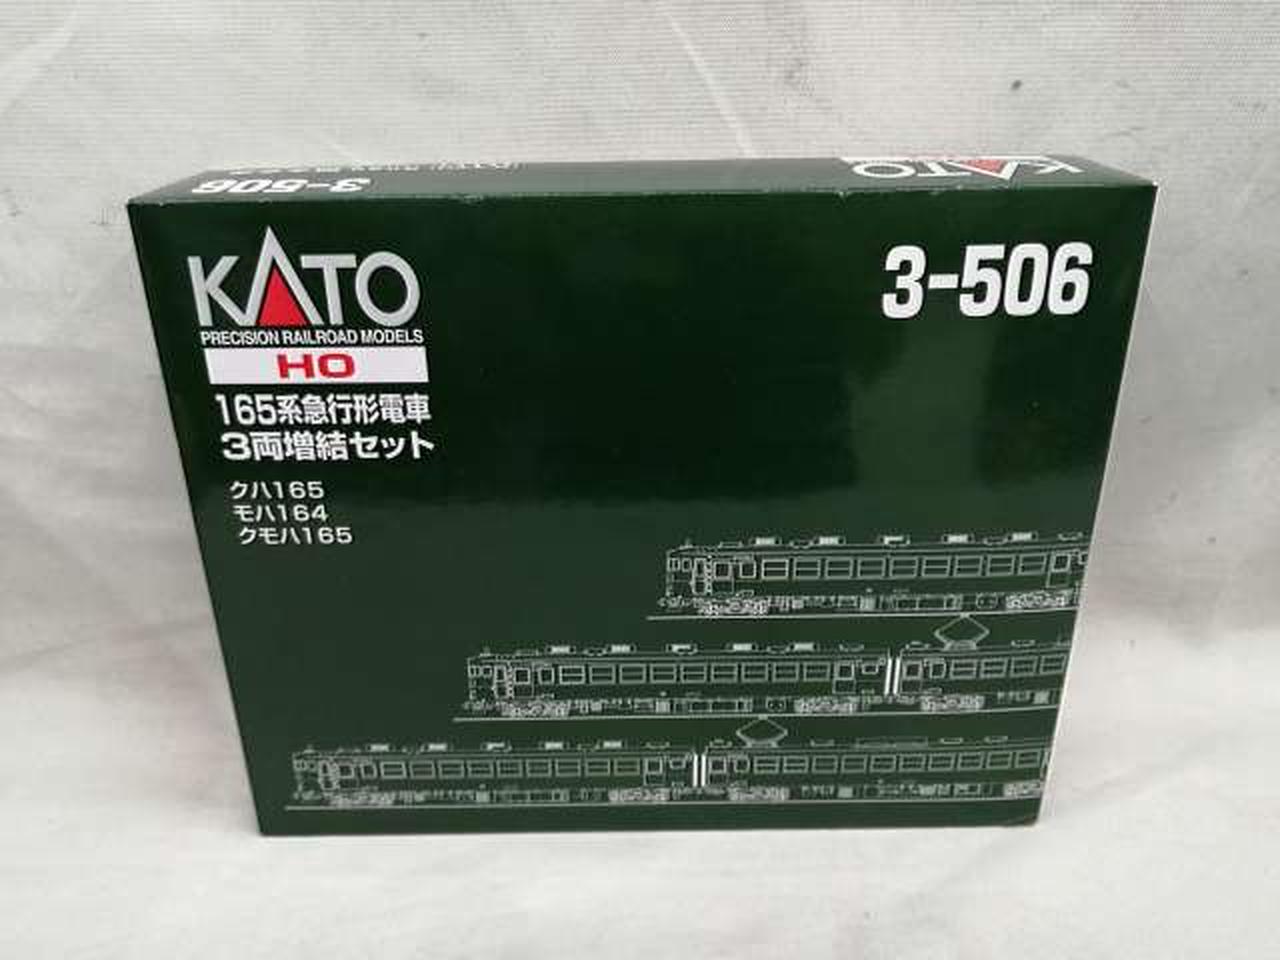 3-506
KATO
KATO
PRECISION RAILROAD MODELS
HO
165系急行形電車
3両増結セット
クハ165
モハ164
クモハ165
3-506